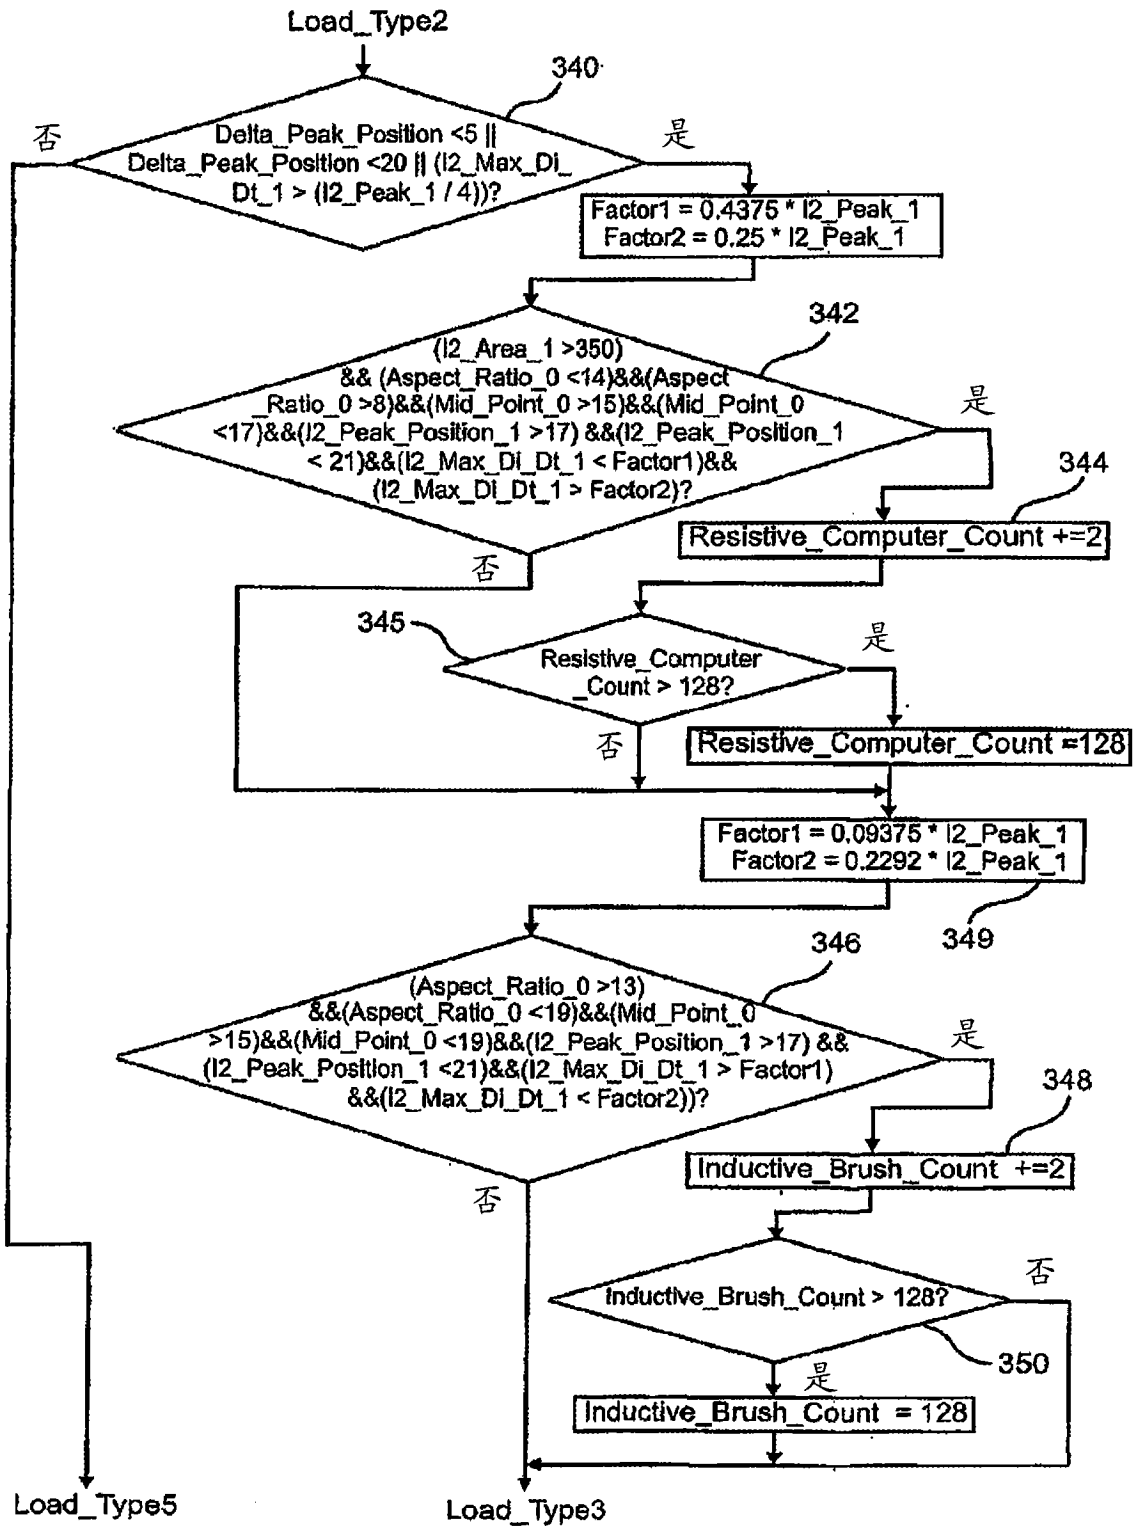 Load_Type2
340
否
是
Delta_Peak_Position <5 ||
Delta_Peak_Position <20 || (I2_Max_Di_
Dt_1 > (I2_Peak_1 / 4))?
Factor1 = 0.4375 * I2_Peak_1
Factor2 = 0.25 * I2_Peak_1
342
(I2_Area_1 >350)
&& (Aspect_Ratio_0 <14)&&(Aspect
_Ratio_0 >8)&&(Mid_Point_0 >15)&&(Mid_Point_0
<17)&&(I2_Peak_Position_1 >17) &&(I2_Peak_Position_1
< 21)&&(I2_Max_Di_Dt_1 < Factor1)&&
(I2_Max_Di_Dt_1 > Factor2)?
是
344
Resistive_Computer_Count +=2
否
345
Resistive_Computer
_Count > 128?
是
否
Resistive_Computer_Count =128
Factor1 = 0.09375 * I2_Peak_1
Factor2 = 0.2292 * I2_Peak_1
349
346
(Aspect_Ratio_0 >13)
&&(Aspect_Ratio_0 <19)&&(Mid_Point_0
>15)&&(Mid_Point_0 <19)&&(I2_Peak_Position_1 >17) &&
(I2_Peak_Position_1 <21)&&(I2_Max_Di_Dt_1 > Factor1)
&&(I2_Max_Di_Dt_1 < Factor2))?
是
348
Inductive_Brush_Count +=2
否
Inductive_Brush_Count > 128?
否
350
是
Inductive_Brush_Count = 128
Load_Type5
Load_Type3